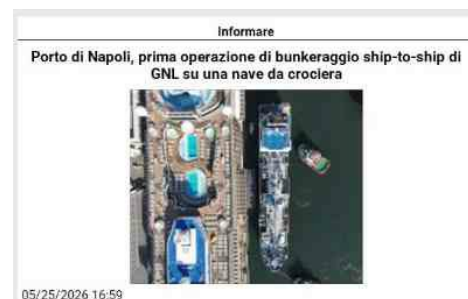 Informare
Porto di Napoli, prima operazione di bunkeraggio ship-to-ship di
GNL su una nave da crociera
05/25/2026 16:59